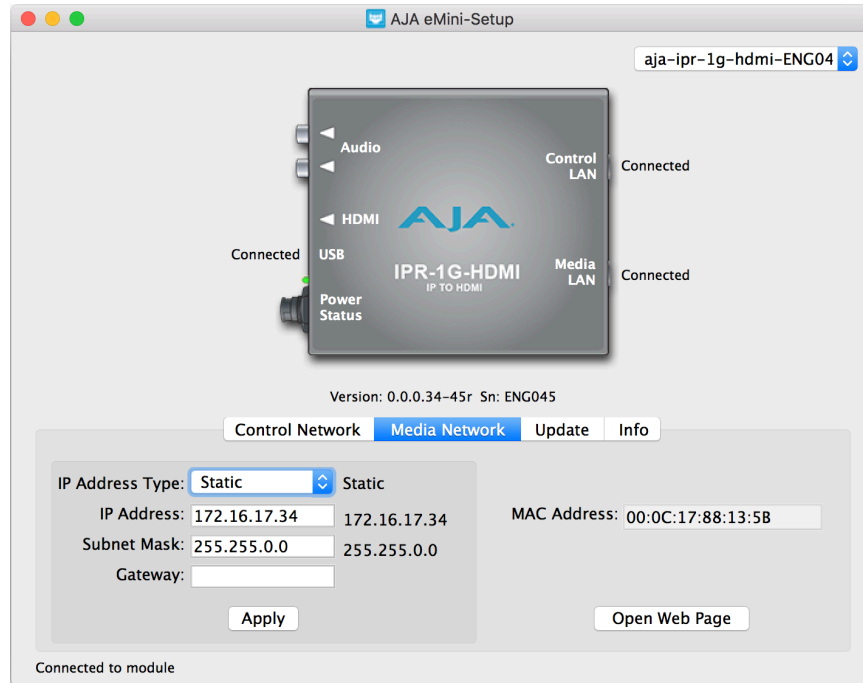 AJA eMini-Setup
aja-ipr-1g-hdmi-ENG04
Audio
Control
LAN
Connected
HDMI
AJA
Connected
USB
IPR-1G-HDMI
IP TO HDMI
Media
LAN
Connected
Power
Status
Version: 0.0.0.34-45r Sn: ENG045
Control Network Media Network Update Info
IP Address Type: Static Static
IP Address: 172.16.17.34 172.16.17.34
MAC Address: 00:0C:17:88:13:5B
Subnet Mask: 255.255.0.0 255.255.0.0
Gateway:
Apply
Open Web Page
Connected to module